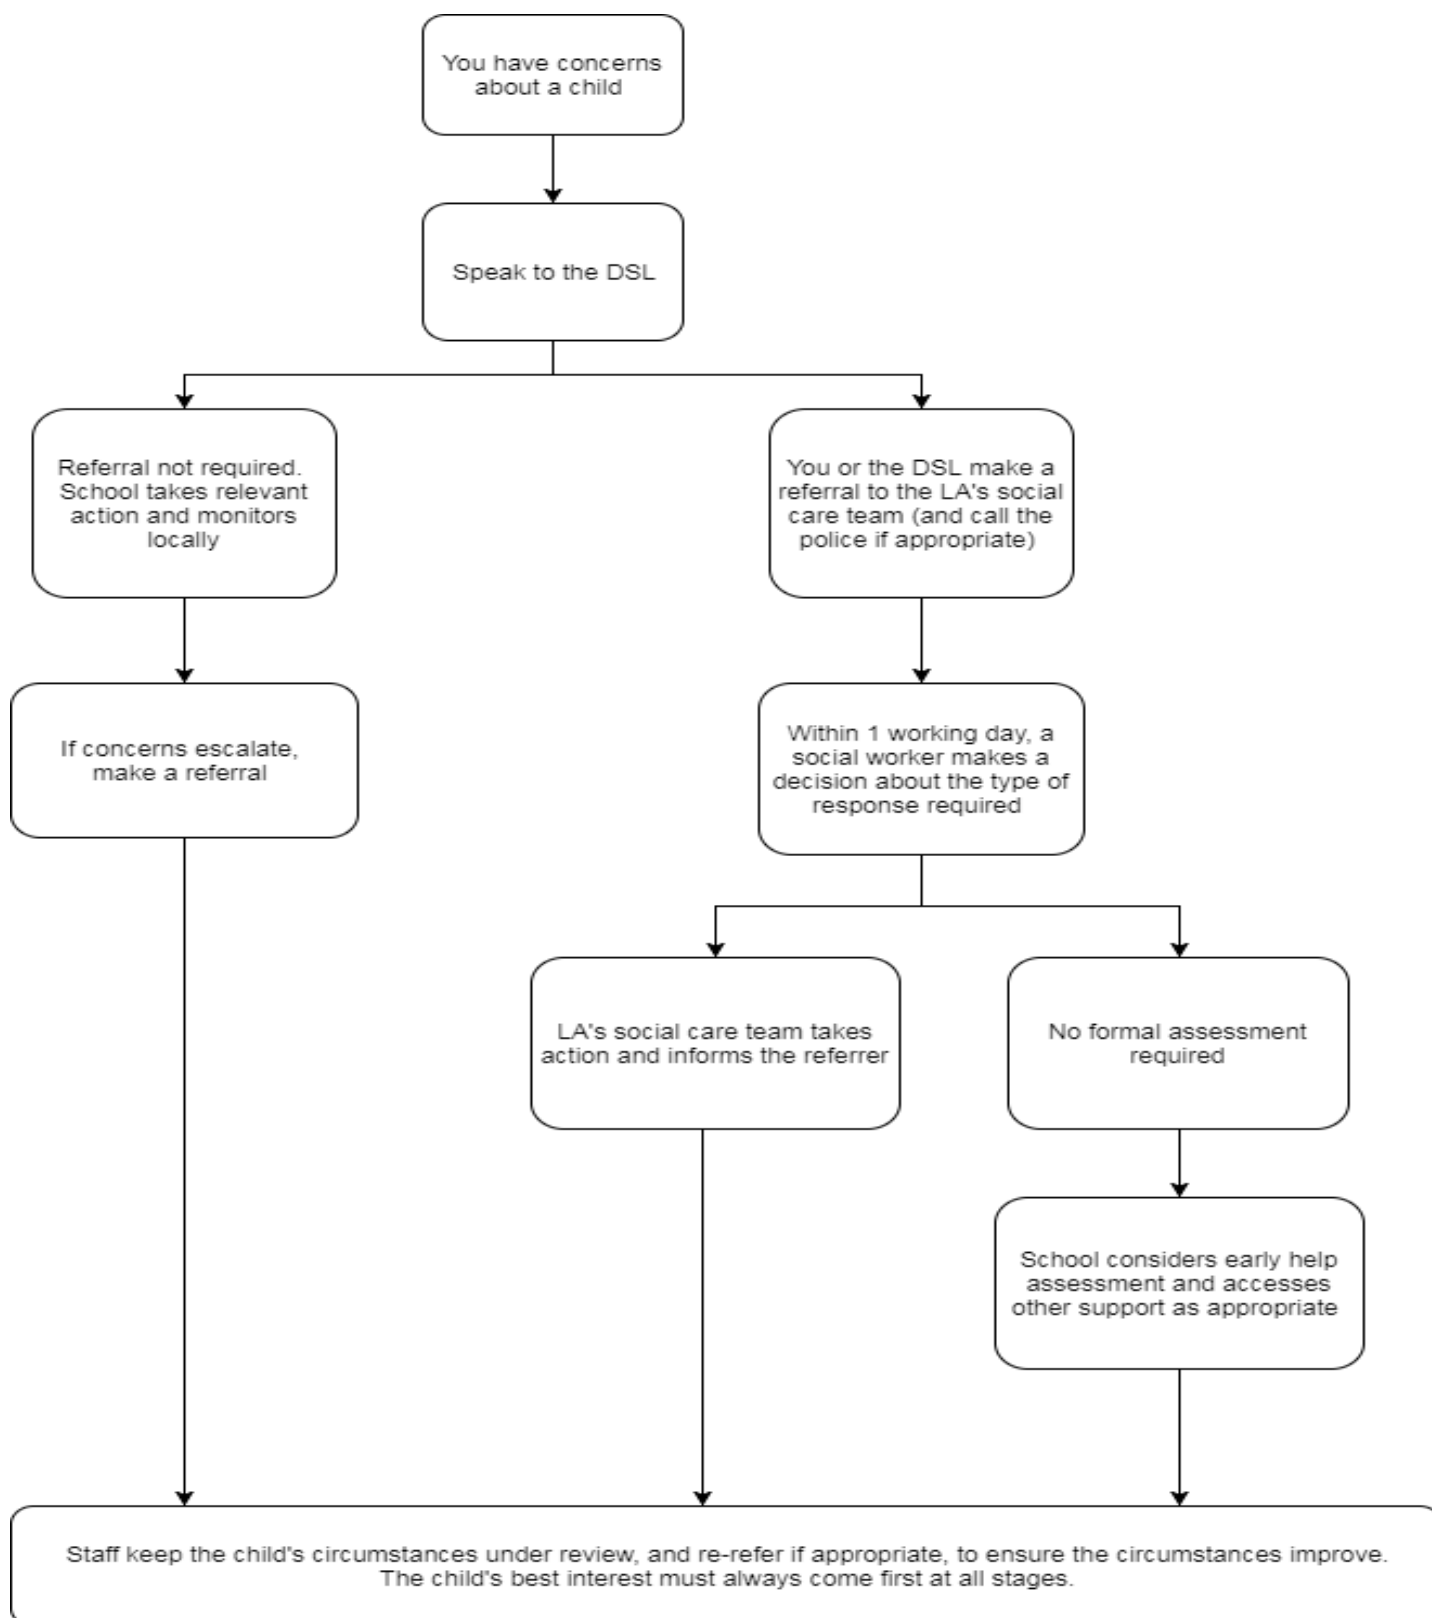 You have concerns
about a child
Speak to the DSL
Referral not required.
School takes relevant
action and monitors
locally
You or the DSL make a
referral to the LA's social
care team (and call the
police if appropriate)
If concerns escalate,
make a referral
Within 1 working day, a
social worker makes a
decision about the type of
response required
LA's social care team takes
action and informs the referrer
No formal assessment
required
School considers early help
assessment and accesses
other support as appropriate
Staff keep the child's circumstances under review, and re-refer if appropriate, to ensure the circumstances improve.
The child's best interest must always come first at all stages.